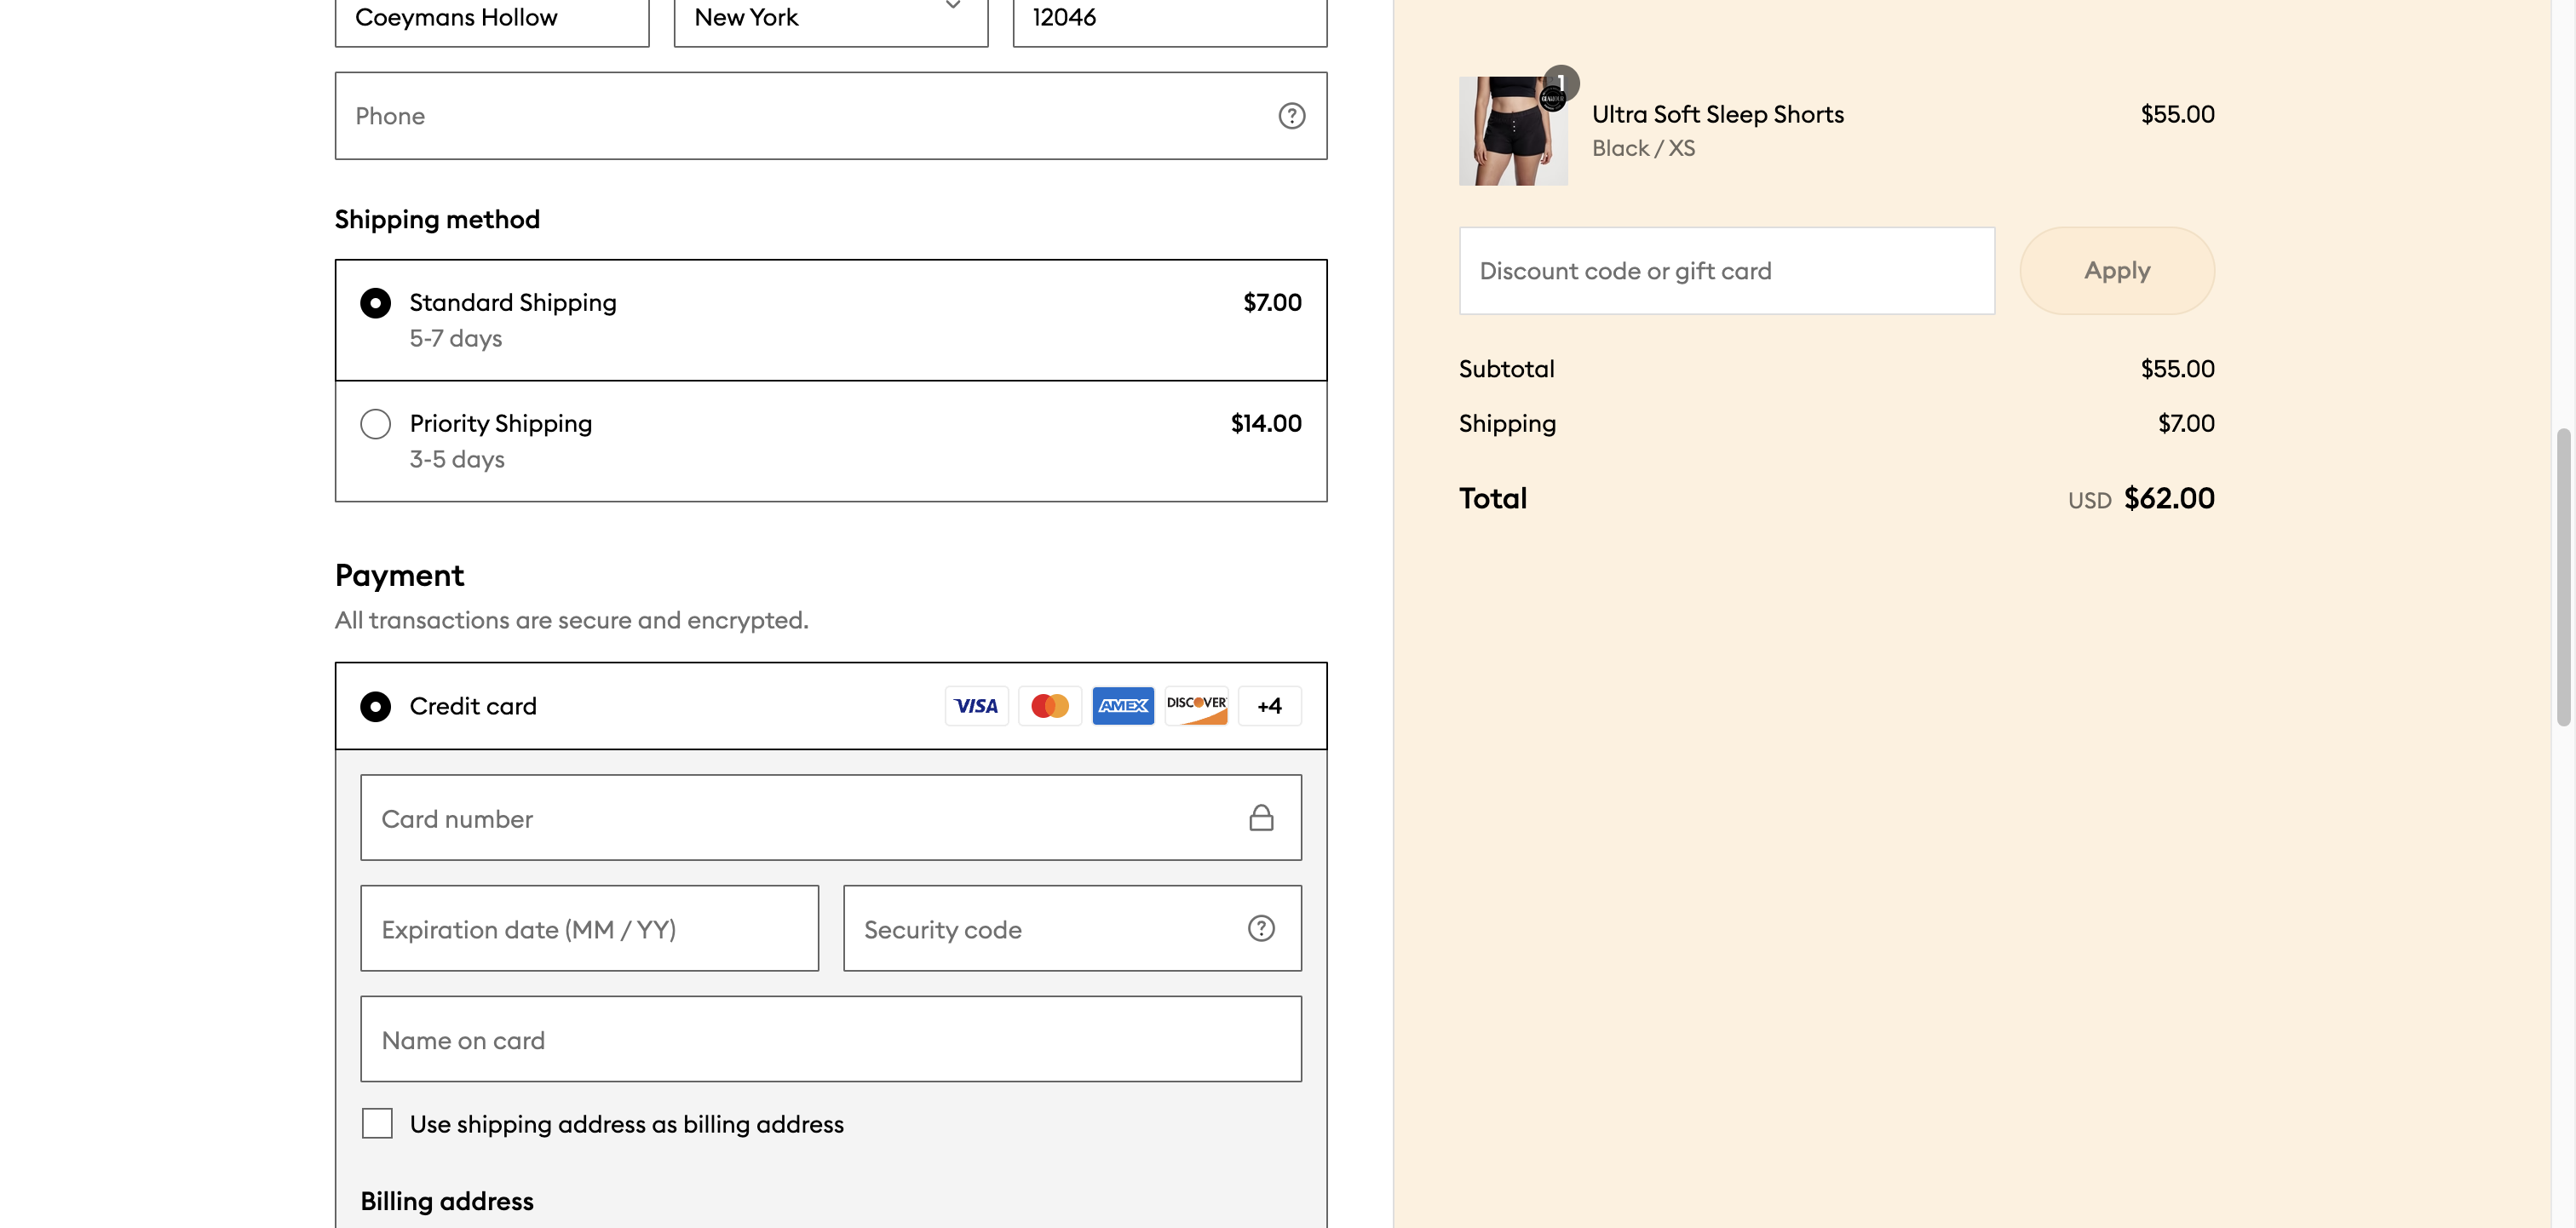 Coeymans Hollow
New York
12046
Phone
Shipping method
Standard Shipping
$7.00
5-7 days
Priority Shipping
$14.00
3-5 days
Payment
All transactions are secure and encrypted.
Credit card
VISA
AMEX
DISCOVER
+4
Card number
Expiration date (MM / YY)
Security code
Name on card
Use shipping address as billing address
Billing address
1
Ultra Soft Sleep Shorts
$55.00
Black / XS
Discount code or gift card
Apply
Subtotal
$55.00
Shipping
$7.00
Total
USD $62.00